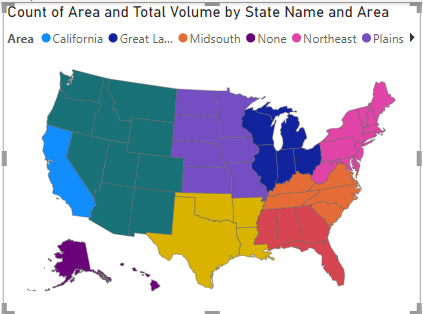 Count of Area and Total Volume by State Name and Area
Area California Great La... Midsouth None Northeast Plains